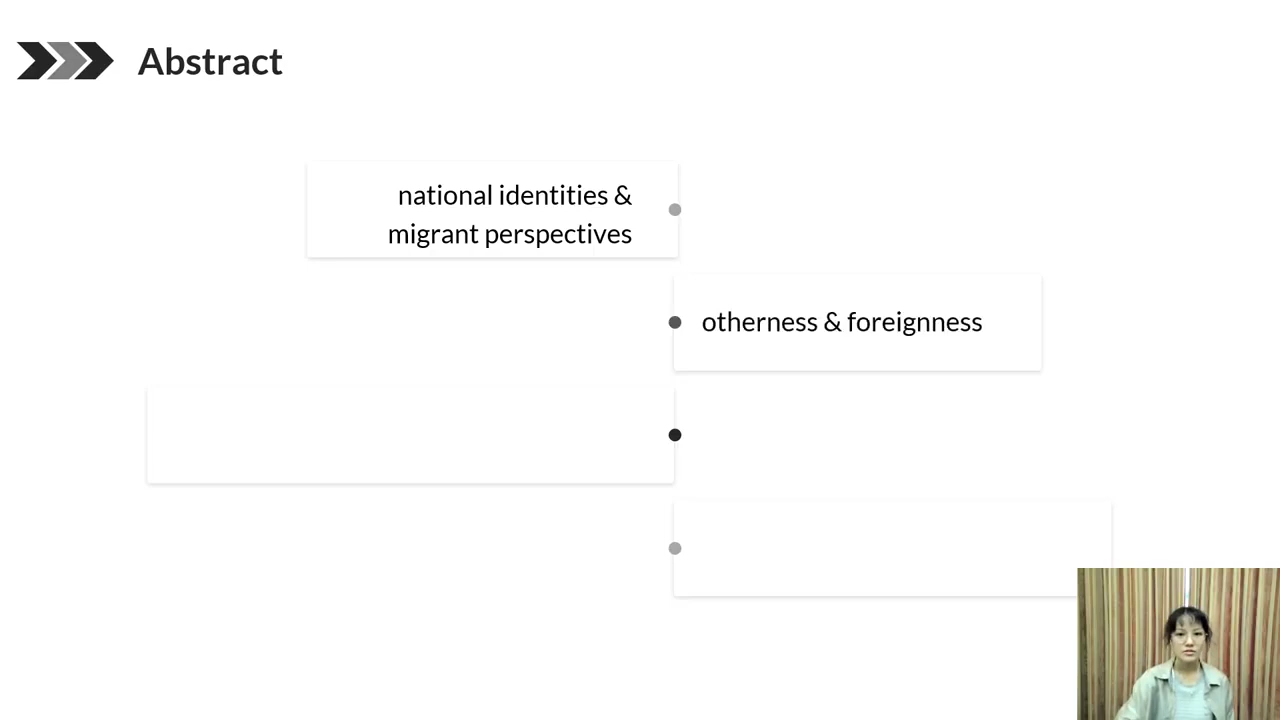 Abstract
national identities &
migrant perspectives
otherness & foreignness